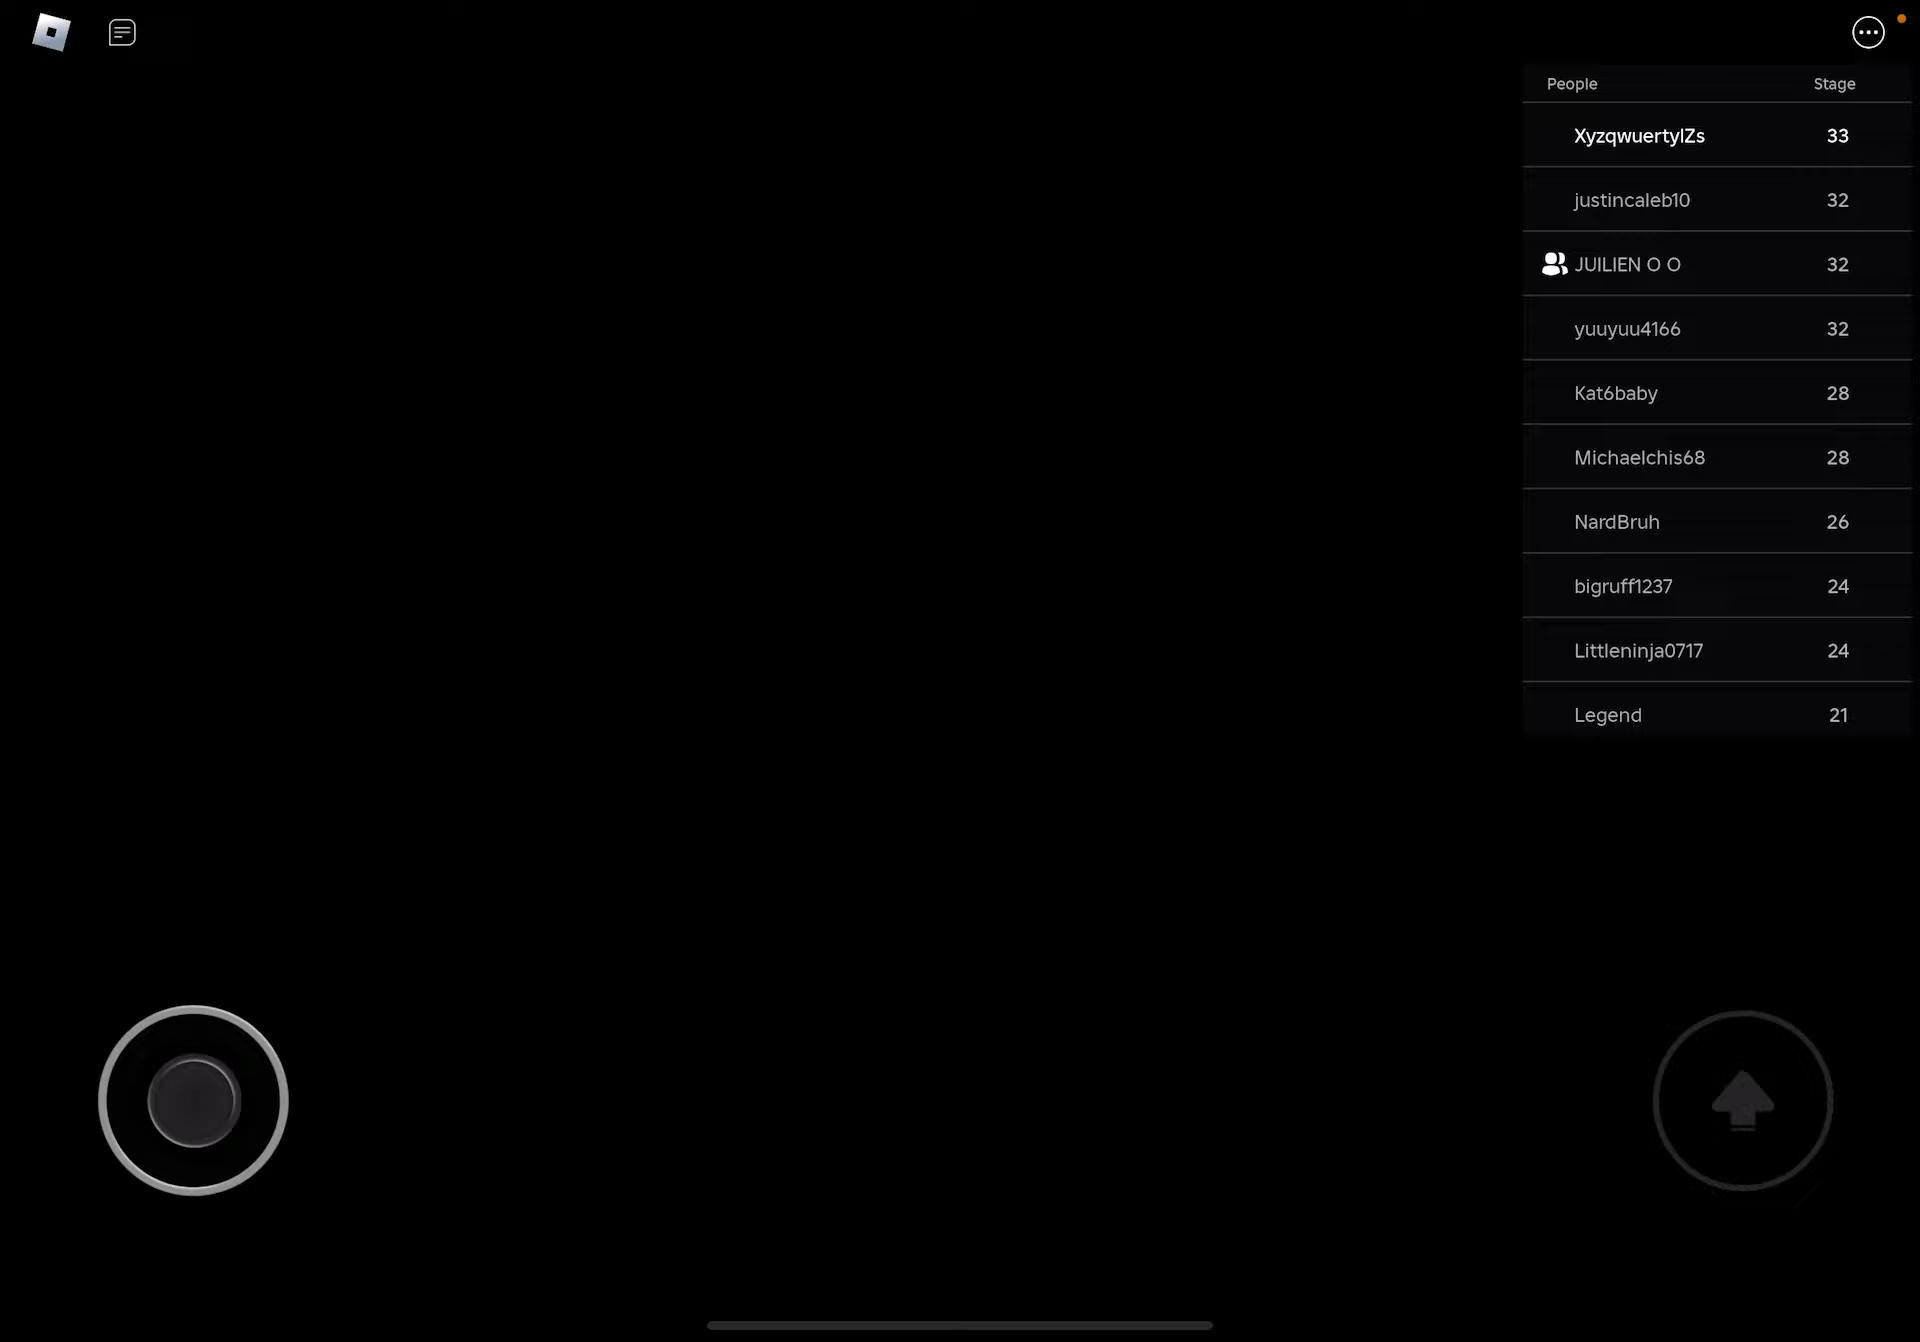 People Stage
XyzqwuertylZs 33
justincaleb10 32
JUILIEN O O 32
yuuyuu4166 32
Kat6baby 28
Michaelchis68 28
NardBruh 26
bigruff1237 24
Littleninja0717 24
Legend 21